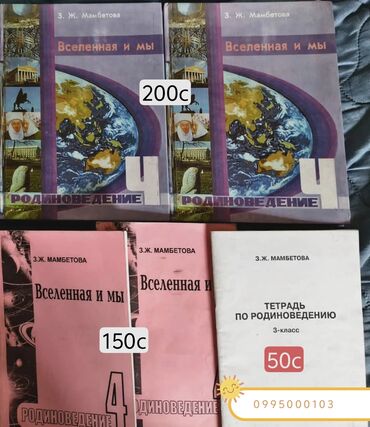 З. Ж. Мамбетова
Вселенная и мы
РОДИНОВЕДЕНИЕ
4
З. Ж. Мамбетова
Вселенная и мы
РОДИНОВЕДЕНИЕ
4
200с
З.Ж. МАМБЕТОВА
Вселенная и мы
4
РОДИНОВЕДЕНИЕ
З.Ж. МАМБЕТОВА
Вселенная и
РОДИНОВЕДЕНИЕ
150с
З.Ж. МАМБЕТОВА
ТЕТРАДЬ
ПО РОДИНОВЕДЕНИЮ
3-класс
50с
0995000103